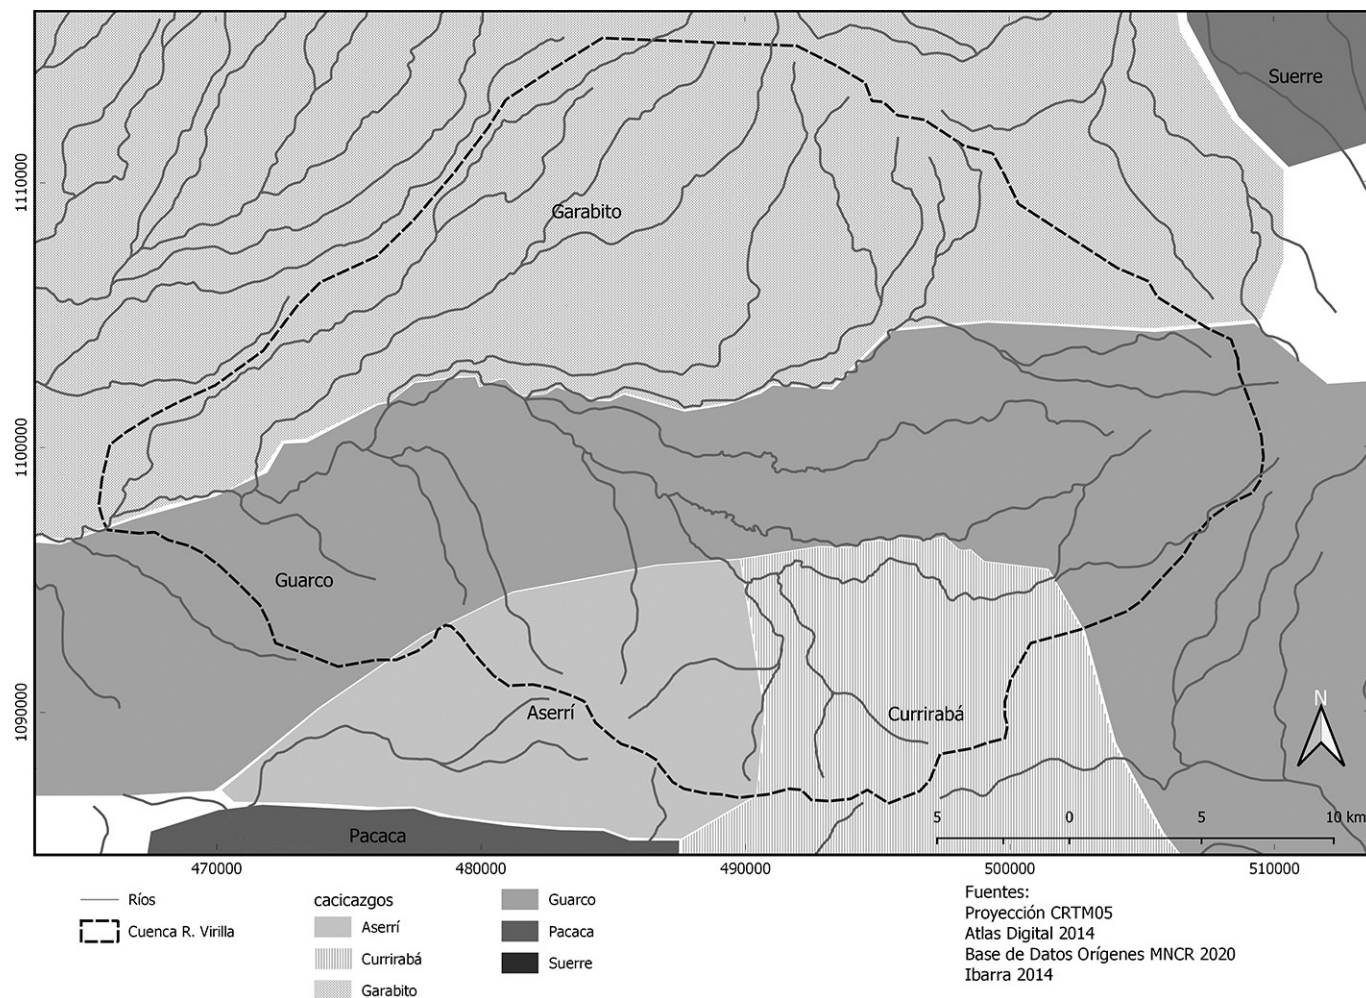 Suerre
Garabito
Guarco
Aserrí
Currirabá
Pacaca
N
5 0 5 10 km
1110000
1100000
1090000
470000 480000 490000 500000 510000
Ríos
Cuenca R. Virilla
cacicazgos
Aserrí
Currirabá
Garabito
Guarco
Pacaca
Suerre
Fuentes:
Proyección CRTM05
Atlas Digital 2014
Base de Datos Orígenes MNCR 2020
Ibarra 2014